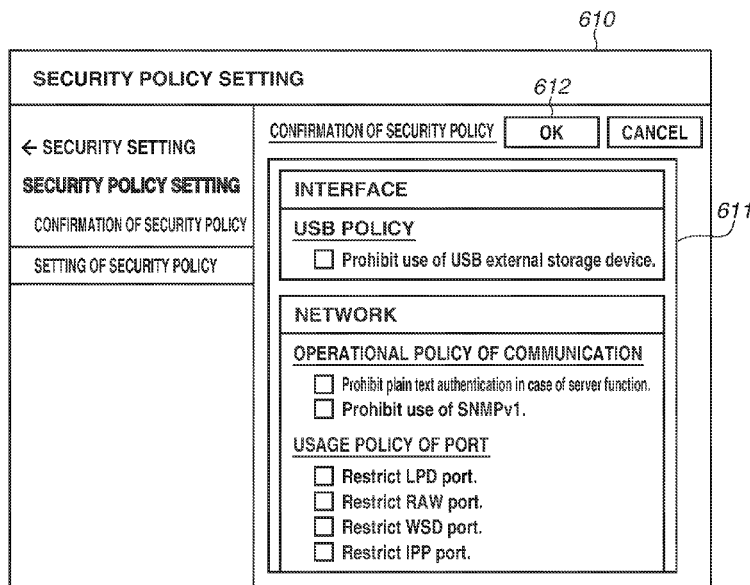 610
SECURITY POLICY SETTING
612
CONFIRMATION OF SECURITY POLICY
OK
CANCEL
← SECURITY SETTING
SECURITY POLICY SETTING
CONFIRMATION OF SECURITY POLICY
SETTING OF SECURITY POLICY
611
INTERFACE
USB POLICY
Prohibit use of USB external storage device.
NETWORK
OPERATIONAL POLICY OF COMMUNICATION
Prohibit plain text authentication in case of server function.
Prohibit use of SNMPv1.
USAGE POLICY OF PORT
Restrict LPD port.
Restrict RAW port.
Restrict WSD port.
Restrict IPP port.